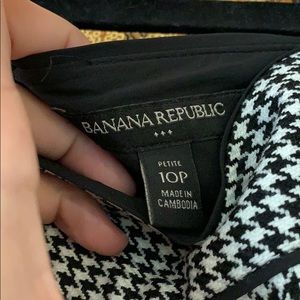 BANANA REPUBLIC
PETITE
10P
MADE IN
CAMBODIA